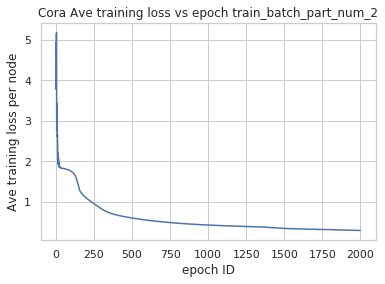 Cora Ave training loss vs epoch train_batch_part_num_2
Ave training loss per node
5
4
3
2
1
0 250 500 750 1000 1250 1500 1750 2000
epoch ID